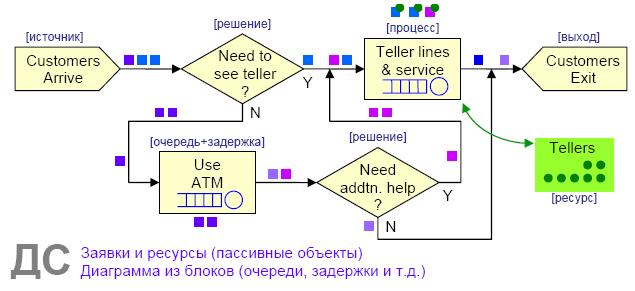 [источник]
Customers
Arrive
[решение]
Need to
see teller
?
Y
N
[процесс]
Teller lines
& service
[выход]
Customers
Exit
[очередь+задержка]
Use
ATM
[решение]
Need
addtn. help
?
Y
N
Tellers
[ресурс]
ДС
Заявки и ресурсы (пассивные объекты)
Диаграмма из блоков (очереди, задержки и т.д.)